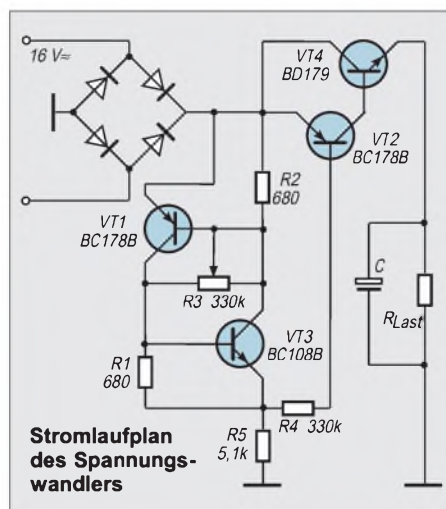 16 V≂
VT4
BD179
VT2
BC178B
R2
680
VT1
BC178B
R3 330k
VT3
BC108B
R1
680
C
RLast
R4 330k
R5
5,1k
Stromlaufplan
des Spannungs-
wandlers